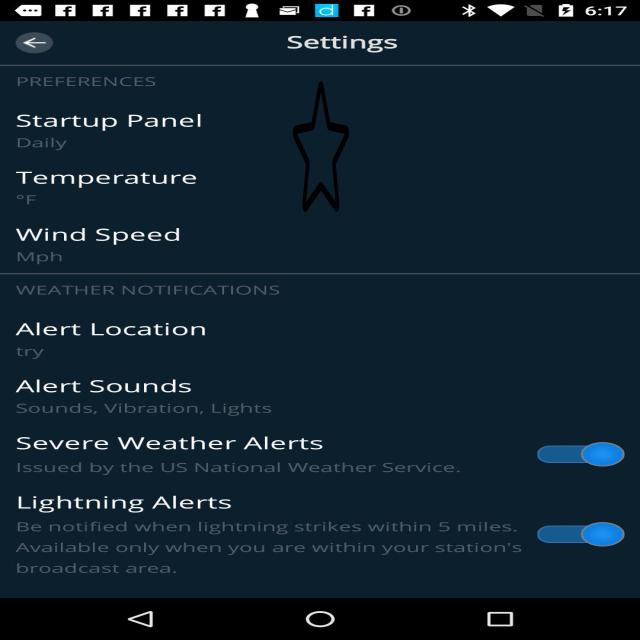 6:17
Settings
PREFERENCES
Startup Panel
Daily
Temperature
°F
Wind Speed
Mph
WEATHER NOTIFICATIONS
Alert Location
try
Alert Sounds
Sounds, Vibration, Lights
Severe Weather Alerts
Issued by the US National Weather Service.
Lightning Alerts
Be notified when lightning strikes within 5 miles.
Available only when you are within your station's
broadcast area.